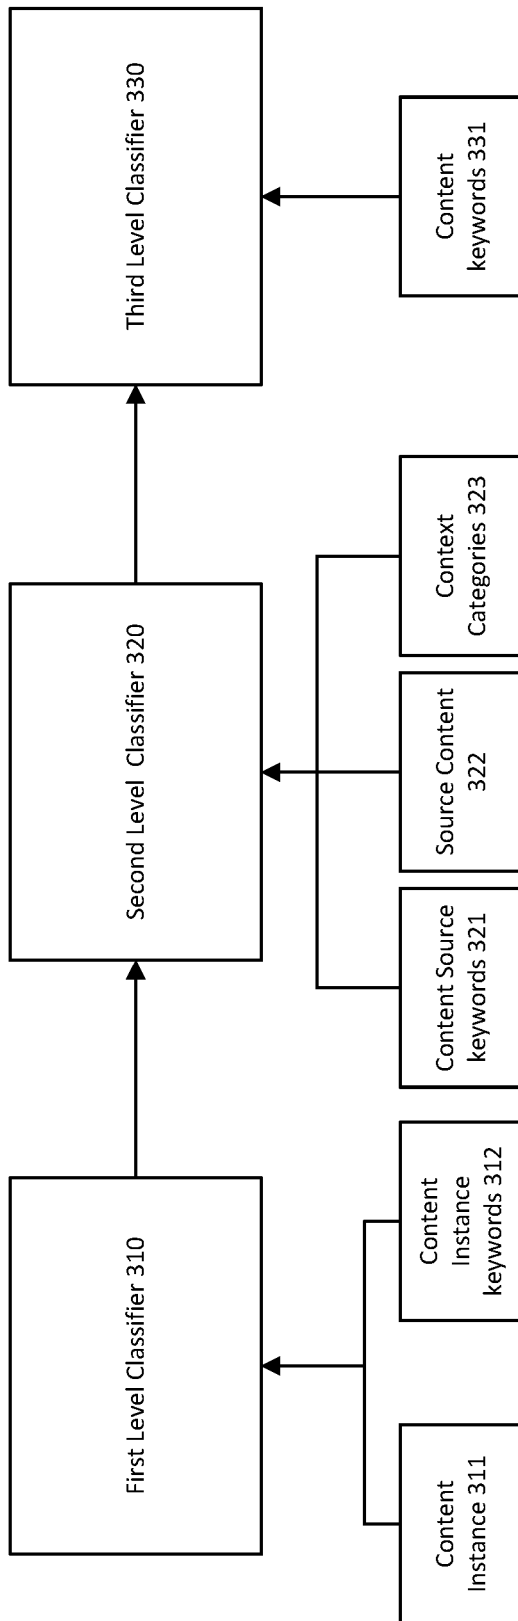 First Level Classifier 310
Second Level  Classifier 320
Third Level Classifier 330
Content
Instance 311
Content
Instance
keywords 312
Content Source
keywords 321
Source Content
322
Context
Categories 323
Content
keywords 331